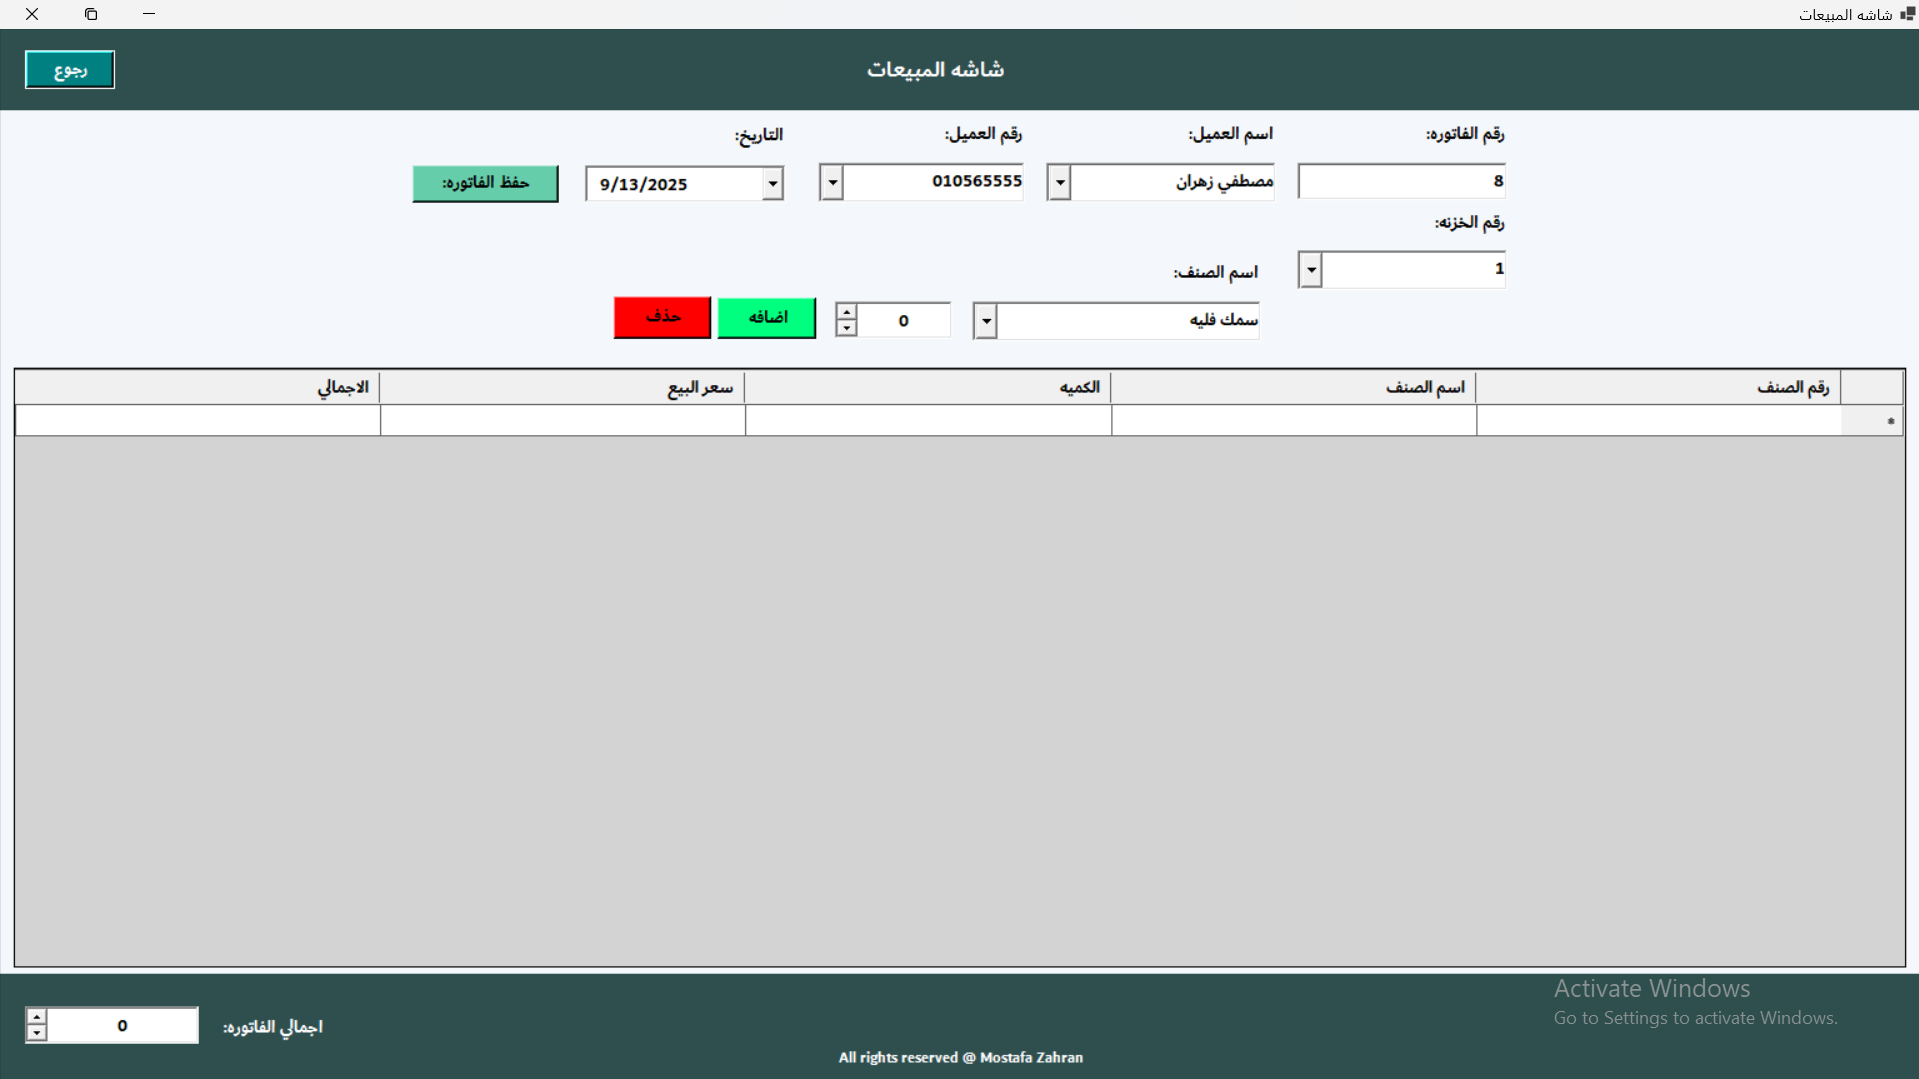 شاشه المبيعات
شاشه المبيعات
رجوع
رقم الفاتوره:
اسم العميل:
رقم العميل:
التاريخ:
8
مصطفي زهران
010565555
9/13/2025
حفظ الفاتوره:
رقم الخزنه:
1
اسم الصنف:
سمك فليه
0
اضافه
حذف
رقم الصنف
اسم الصنف
الكميه
سعر البيع
الاجمالي
*
Activate Windows
Go to Settings to activate Windows.
اجمالي الفاتوره:
0
All rights reserved @ Mostafa Zahran